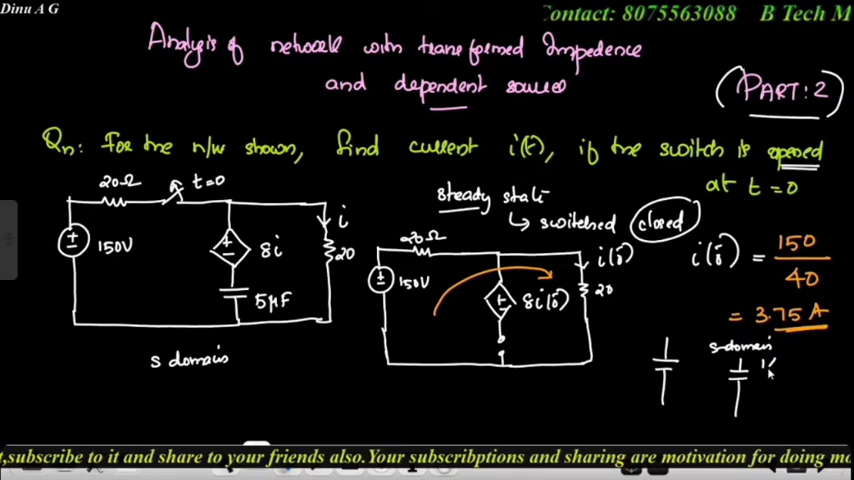 Dinu A G
Contact: 8075563088 B Tech M
Analysis of network with transformed Impedence
and dependent source
(PART: 2)
Qn: For the n/w shown, find current i(t), if the switch is opened
at t = 0
20Ω
t=0
150V
8i
5μF
i
20
s domain
steady state
↳ switched closed
20Ω
150V
8i(0⁻)
i(0⁻)
20
i(0⁻) = 150
40
= 3.75 A
s-domain
1/
t,subscribe to it and share to your friends also.Your subscribptions and sharing are motivation for doing mo